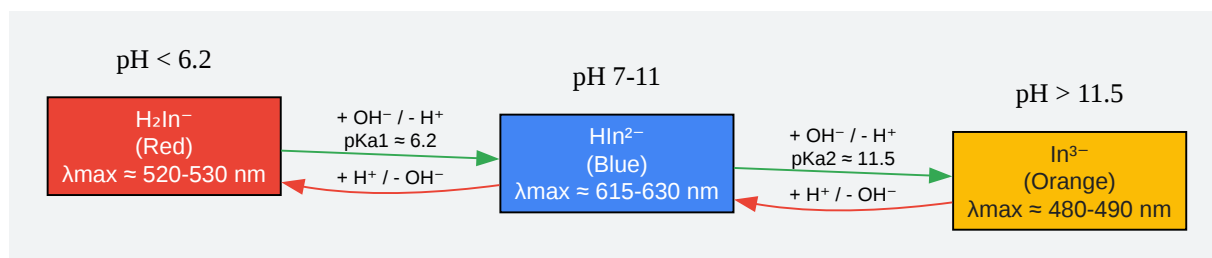 pH < 6.2
H₂In⁻
(Red)
λmax ≈ 520-530 nm
+ OH⁻ / - H⁺
pKa1 ≈ 6.2
+ H⁺ / - OH⁻
pH 7-11
HIn²⁻
(Blue)
λmax ≈ 615-630 nm
+ OH⁻ / - H⁺
pKa2 ≈ 11.5
+ H⁺ / - OH⁻
pH > 11.5
In³⁻
(Orange)
λmax ≈ 480-490 nm